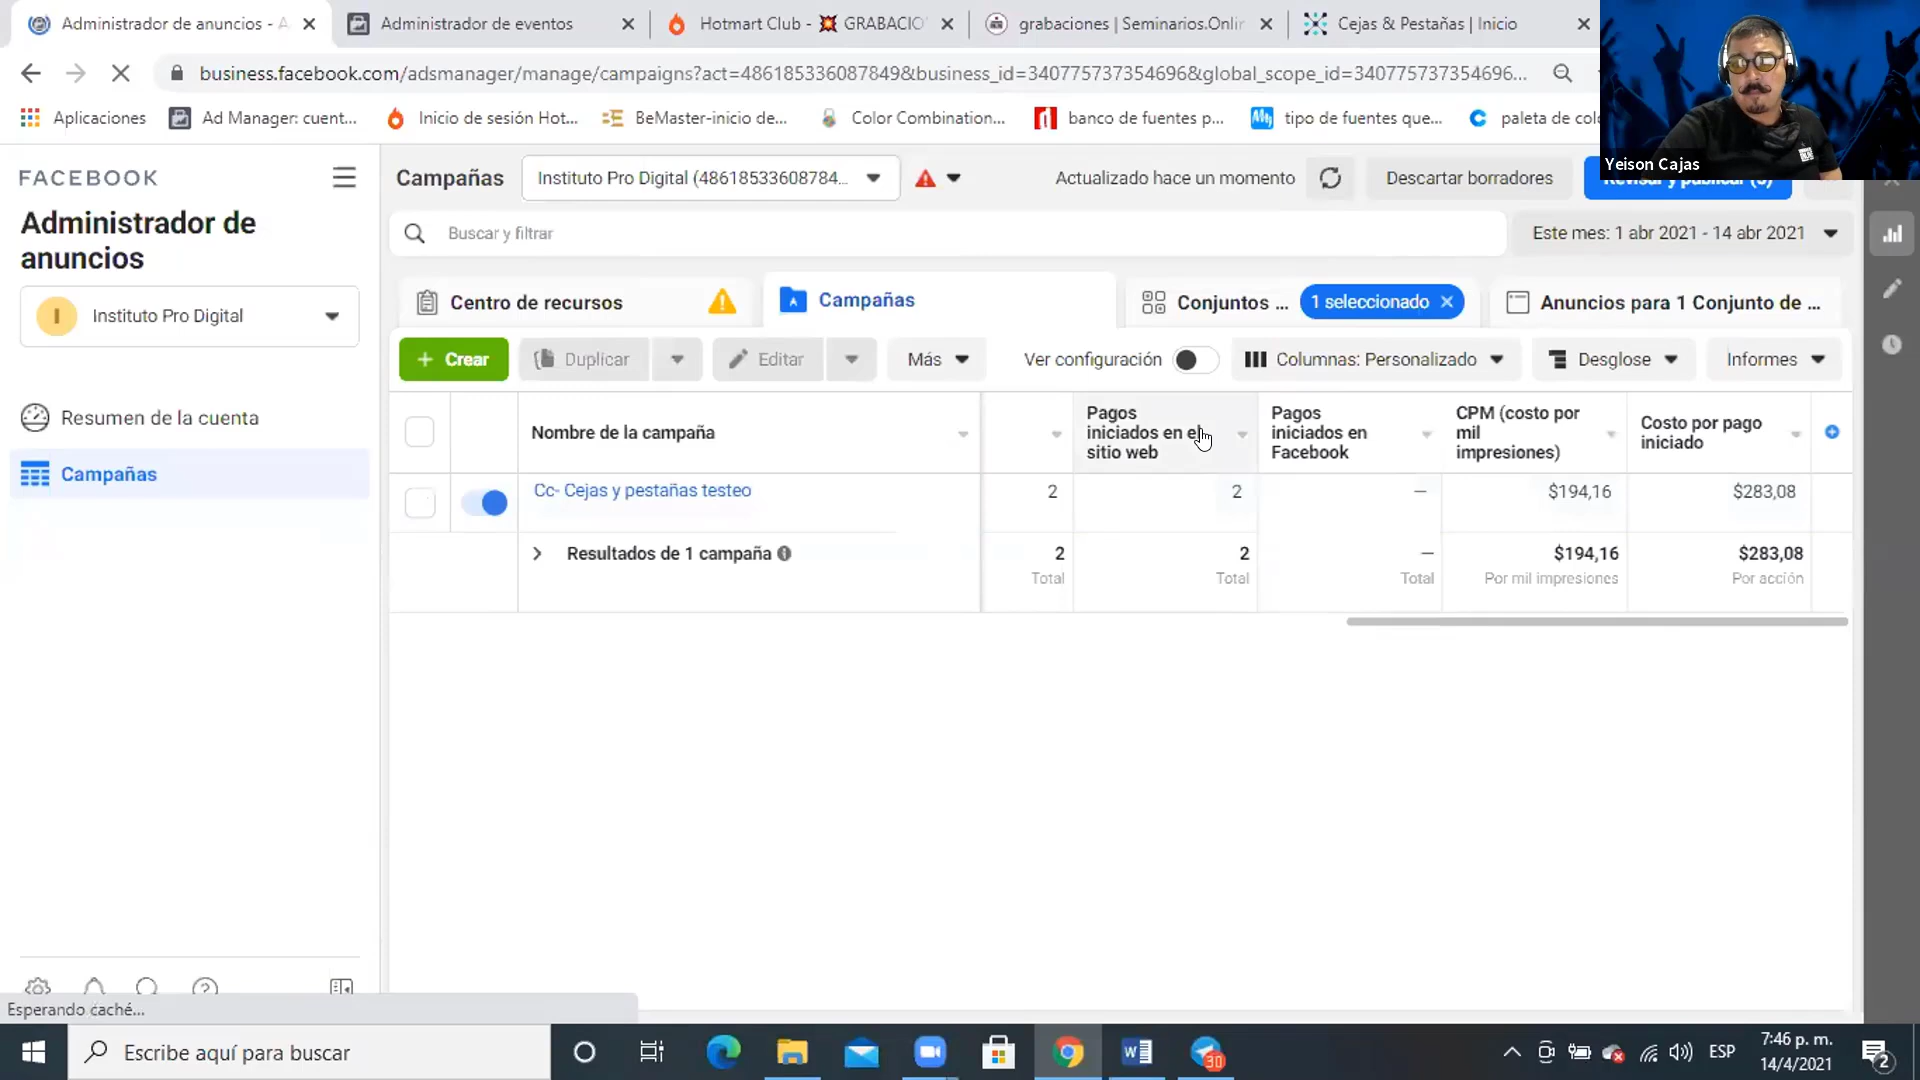 Administrador de anuncios - A
Administrador de eventos
Hotmart Club - 💥 GRABACIO
grabaciones | Seminarios.Onlin
Cejas & Pestañas | Inicio
business.facebook.com/adsmanager/manage/campaigns?act=486185336087849&business_id=340775737354696&global_scope_id=340775737354696...
Aplicaciones
Ad Manager: cuent...
Inicio de sesión Hot...
BeMaster-inicio de...
Color Combination...
banco de fuentes p...
tipo de fuentes que...
paleta de colo
Yeison Cajas
FACEBOOK
Administrador de
anuncios
I Instituto Pro Digital
Resumen de la cuenta
Campañas
Campañas
Instituto Pro Digital (48618533608784...
Actualizado hace un momento
Descartar borradores
Buscar y filtrar
Este mes: 1 abr 2021 - 14 abr 2021
Centro de recursos
Campañas
Conjuntos ...
1 seleccionado
Anuncios para 1 Conjunto de ...
+ Crear
Duplicar
Editar
Más
Ver configuración
Columnas: Personalizado
Desglose
Informes
Nombre de la campaña
Pagos
iniciados en el
sitio web
Pagos
iniciados en
Facebook
CPM (costo por
mil
impresiones)
Costo por pago
iniciado
Cc- Cejas y pestañas testeo
2
2
—
$194,16
$283,08
Resultados de 1 campaña
2
2
—
$194,16
$283,08
Total
Total
Total
Por mil impresiones
Por acción
Esperando caché...
Escribe aquí para buscar
30
ESP
7:46 p. m.
14/4/2021
2